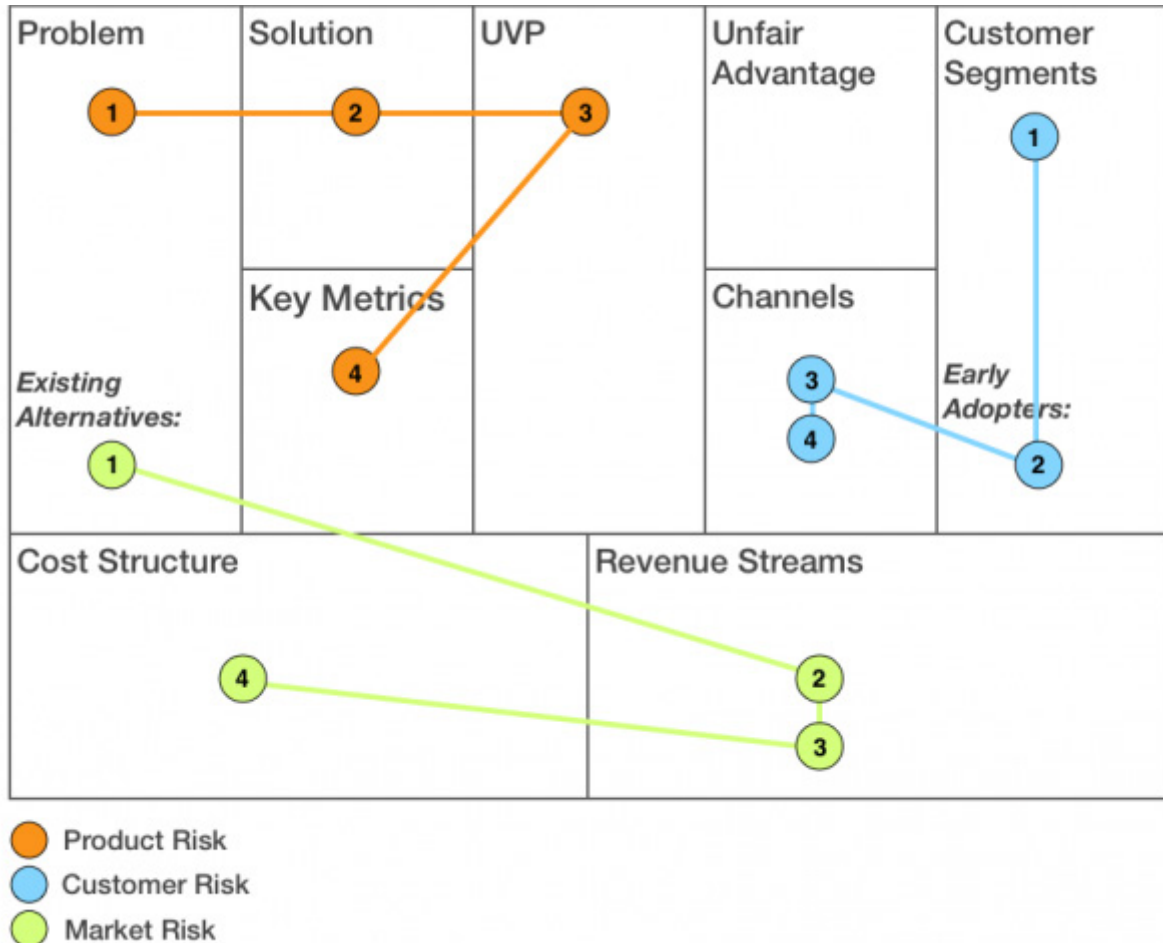 Problem
1
Existing
Alternatives:
1
Solution
2
Key Metrics
4
UVP
3
Unfair
Advantage
Channels
3
4
Customer
Segments
1
Early
Adopters:
2
Cost Structure
4
Revenue Streams
2
3
Product Risk
Customer Risk
Market Risk